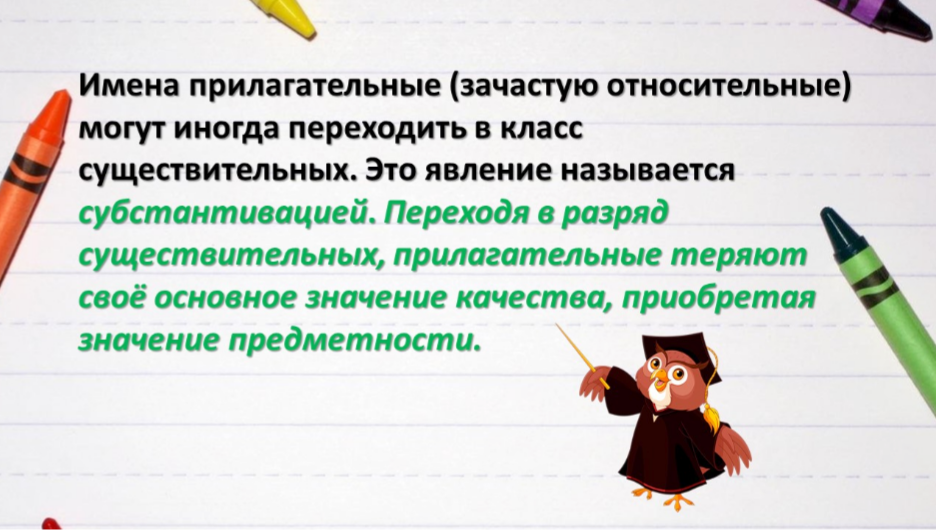 Имена прилагательные (зачастую относительные)
могут иногда переходить в класс
существительных. Это явление называется
субстантивацией. Переходя в разряд
существительных, прилагательные теряют
своё основное значение качества, приобретая
значение предметности.